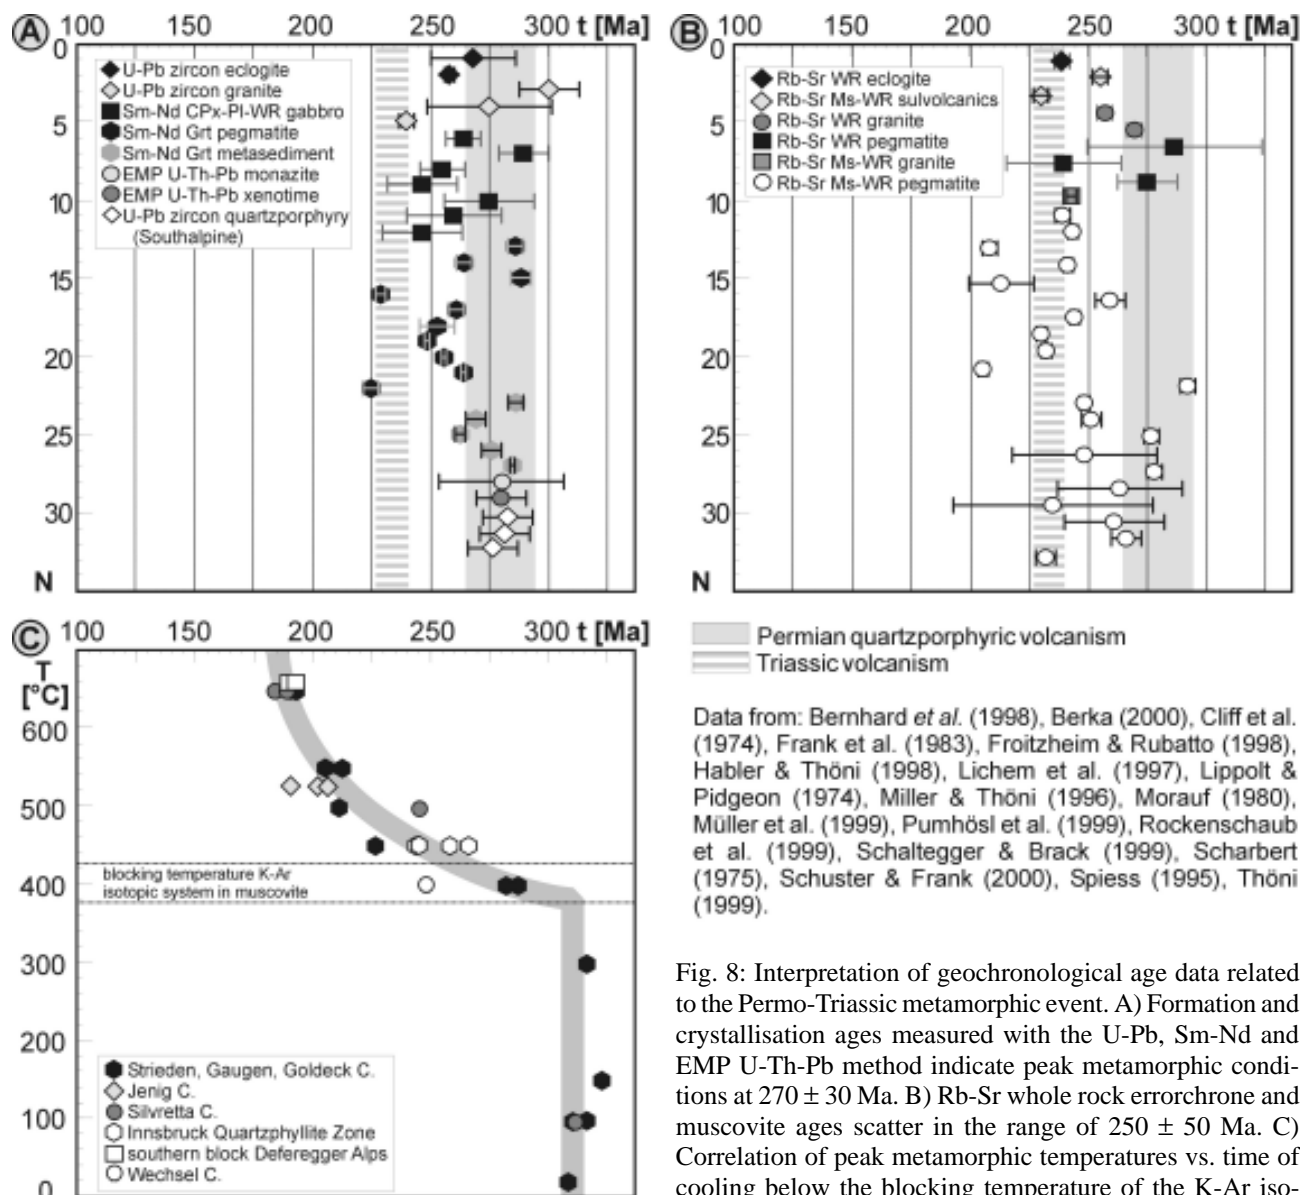 A 100 150 200 250 300 t [Ma]
0
5
10
15
20
25
30
N
U-Pb zircon eclogite
U-Pb zircon granite
Sm-Nd CPx-Pl-WR gabbro
Sm-Nd Grt pegmatite
Sm-Nd Grt metasediment
EMP U-Th-Pb monazite
EMP U-Th-Pb xenotime
U-Pb zircon quartzporphyry
(Southalpine)
B 100 150 200 250 300 t [Ma]
0
5
10
15
20
25
30
N
Rb-Sr WR eclogite
Rb-Sr Ms-WR sulvolcanics
Rb-Sr WR granite
Rb-Sr WR pegmatite
Rb-Sr Ms-WR granite
Rb-Sr Ms-WR pegmatite
C 100 150 200 250 300 t [Ma]
T
[°C]
600
500
400
300
200
100
0
blocking temperature K-Ar
isotopic system in muscovite
Strieden, Gaugen, Goldeck C.
Jenig C.
Silvretta C.
Innsbruck Quartzphyllite Zone
southern block Deferegger Alps
Wechsel C.
Permian quartzporphyric volcanism
Triassic volcanism
Data from: Bernhard et al. (1998), Berka (2000), Cliff et al.
(1974), Frank et al. (1983), Froitzheim & Rubatto (1998),
Habler & Thöni (1998), Lichem et al. (1997), Lippolt &
Pidgeon (1974), Miller & Thöni (1996), Morauf (1980),
Müller et al. (1999), Pumhösl et al. (1999), Rockenschaub
et al. (1999), Schaltegger & Brack (1999), Scharbert
(1975), Schuster & Frank (2000), Spiess (1995), Thöni
(1999).
Fig. 8: Interpretation of geochronological age data related
to the Permo-Triassic metamorphic event. A) Formation and
crystallisation ages measured with the U-Pb, Sm-Nd and
EMP U-Th-Pb method indicate peak metamorphic condi-
tions at 270 ± 30 Ma. B) Rb-Sr whole rock errorchrone and
muscovite ages scatter in the range of 250 ± 50 Ma. C)
Correlation of peak metamorphic temperatures vs. time of
cooling below the blocking temperature of the K-Ar iso-